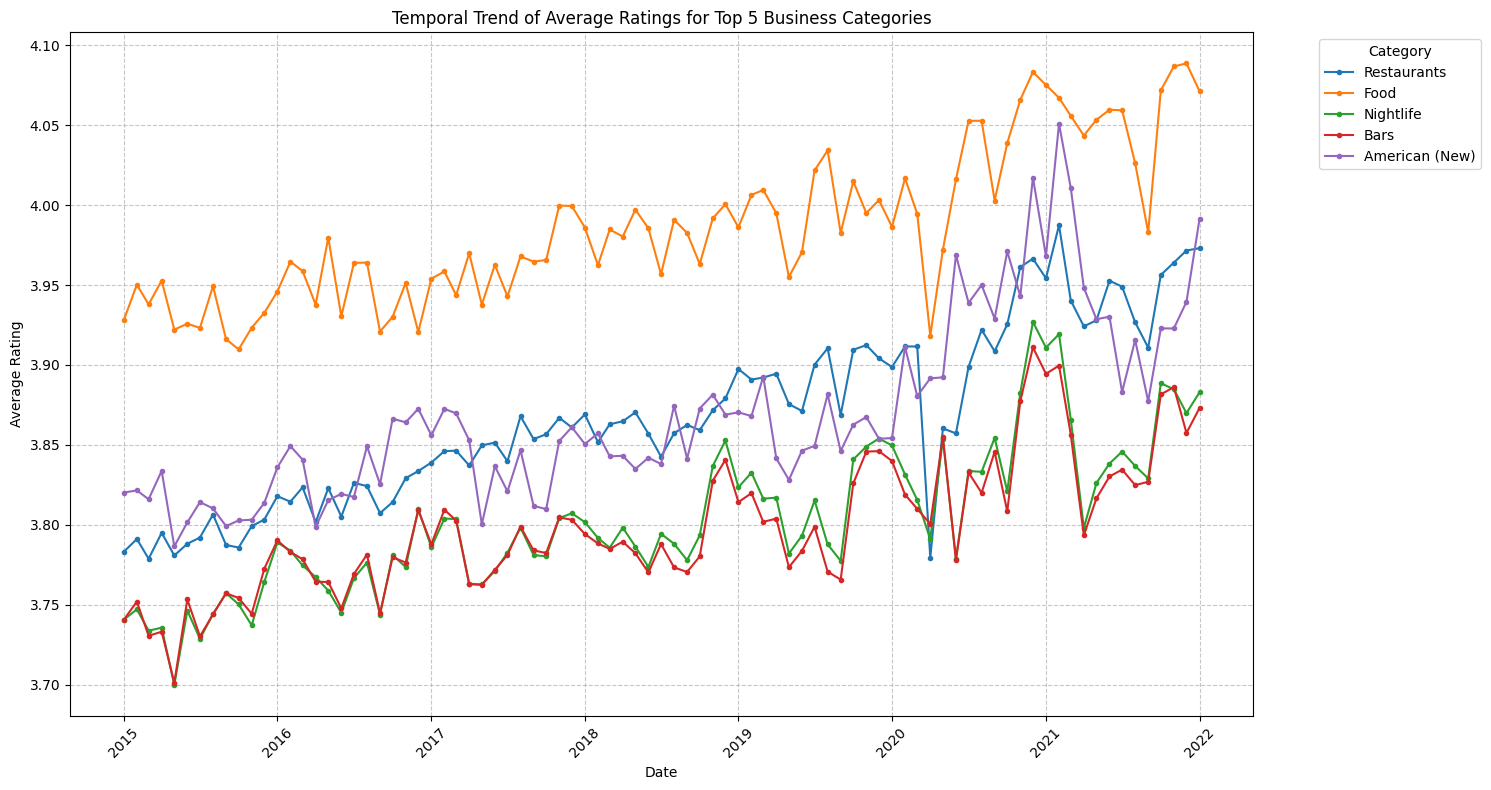 Temporal Trend of Average Ratings for Top 5 Business Categories
4.10
4.05
4.00
3.95
3.90
3.85
3.80
3.75
3.70
Average Rating
2015
2016
2017
2018
2019
2020
2021
2022
Date
Category
Restaurants
Food
Nightlife
Bars
American (New)